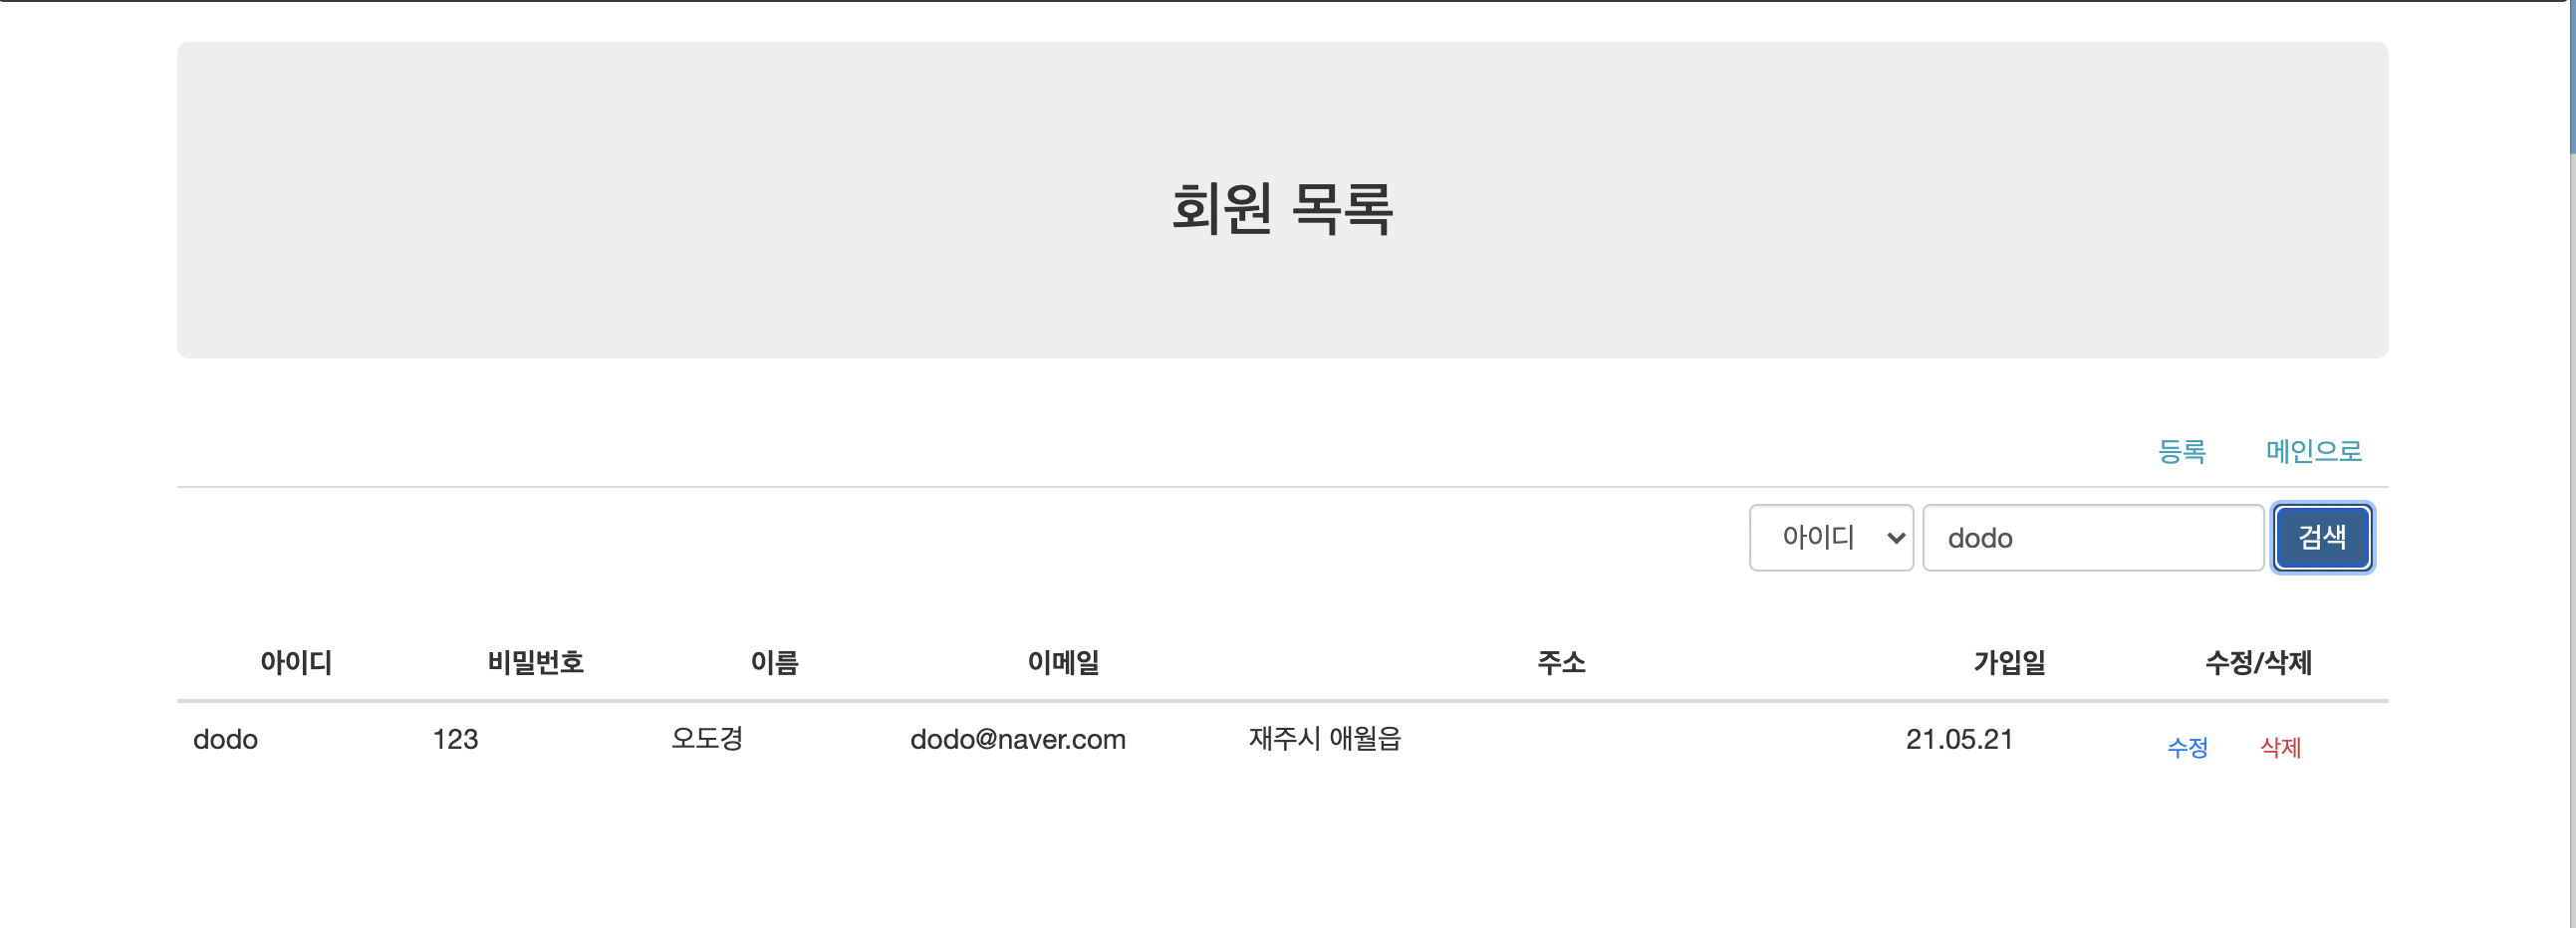 회원 목록
등록 메인으로
아이디 dodo 검색
아이디 비밀번호 이름 이메일 주소 가입일 수정/삭제
dodo 123 오도경 dodo@naver.com 재주시 애월읍 21.05.21 수정 삭제